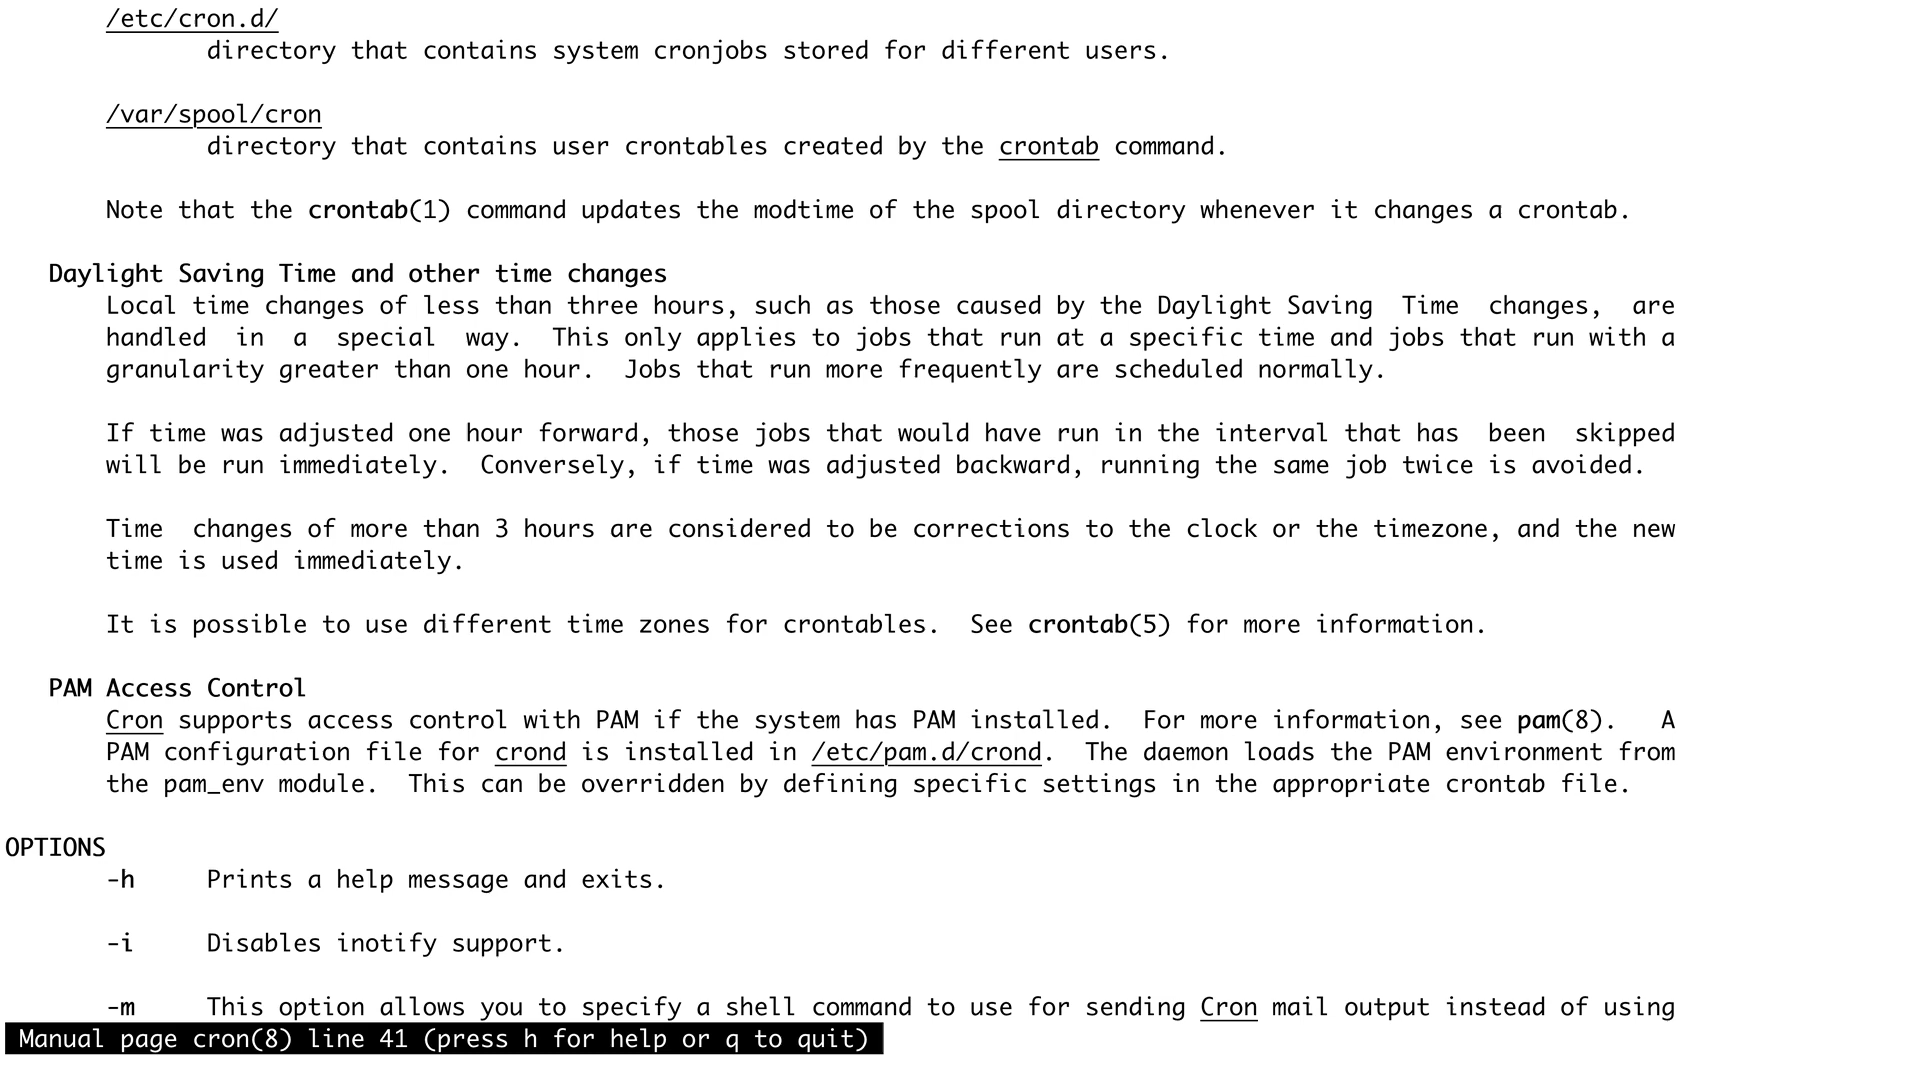 /etc/cron.d/
directory that contains system cronjobs stored for different users.
/var/spool/cron
directory that contains user crontables created by the crontab command.
Note that the crontab(1) command updates the modtime of the spool directory whenever it changes a crontab.
Daylight Saving Time and other time changes
Local time changes of less than three hours, such as those caused by the Daylight Saving  Time  changes,  are
handled  in  a  special  way.  This only applies to jobs that run at a specific time and jobs that run with a
granularity greater than one hour.  Jobs that run more frequently are scheduled normally.
If time was adjusted one hour forward, those jobs that would have run in the interval that has  been  skipped
will be run immediately.  Conversely, if time was adjusted backward, running the same job twice is avoided.
Time  changes of more than 3 hours are considered to be corrections to the clock or the timezone, and the new
time is used immediately.
It is possible to use different time zones for crontables.  See crontab(5) for more information.
PAM Access Control
Cron supports access control with PAM if the system has PAM installed.  For more information, see pam(8).   A
PAM configuration file for crond is installed in /etc/pam.d/crond.  The daemon loads the PAM environment from
the pam_env module.  This can be overridden by defining specific settings in the appropriate crontab file.
OPTIONS
-h     Prints a help message and exits.
-i     Disables inotify support.
-m     This option allows you to specify a shell command to use for sending Cron mail output instead of using
Manual page cron(8) line 41 (press h for help or q to quit)